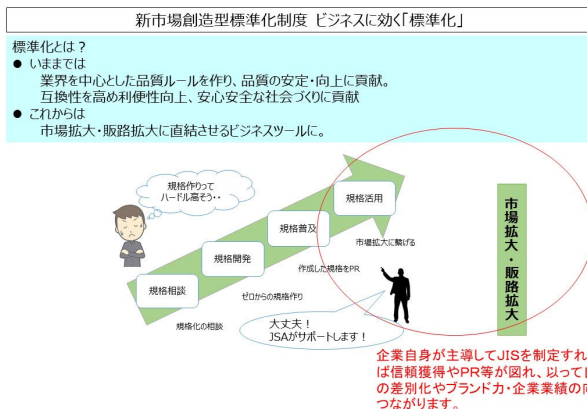 新市場創造型標準化制度 ビジネスに効く「標準化」
標準化とは？
● いままでは
業界を中心とした品質ルールを作り、品質の安定・向上に貢献。
互換性を高め利便性向上、安心安全な社会づくりに貢献
● これからは
市場拡大・販路拡大に直結させるビジネスツールに。
規格作りって
ハードル高そう・・
規格活用
規格普及
市場拡大に繋げる
規格開発
作成した規格をPR
規格相談
ゼロからの規格作り
規格化の相談
大丈夫！
JSAがサポートします！
市場拡大・販路拡大
企業自身が主導してJISを制定すれ
ば信頼獲得やPR等が図れ、以って
の差別化やブランド力・企業業績の
つながります。